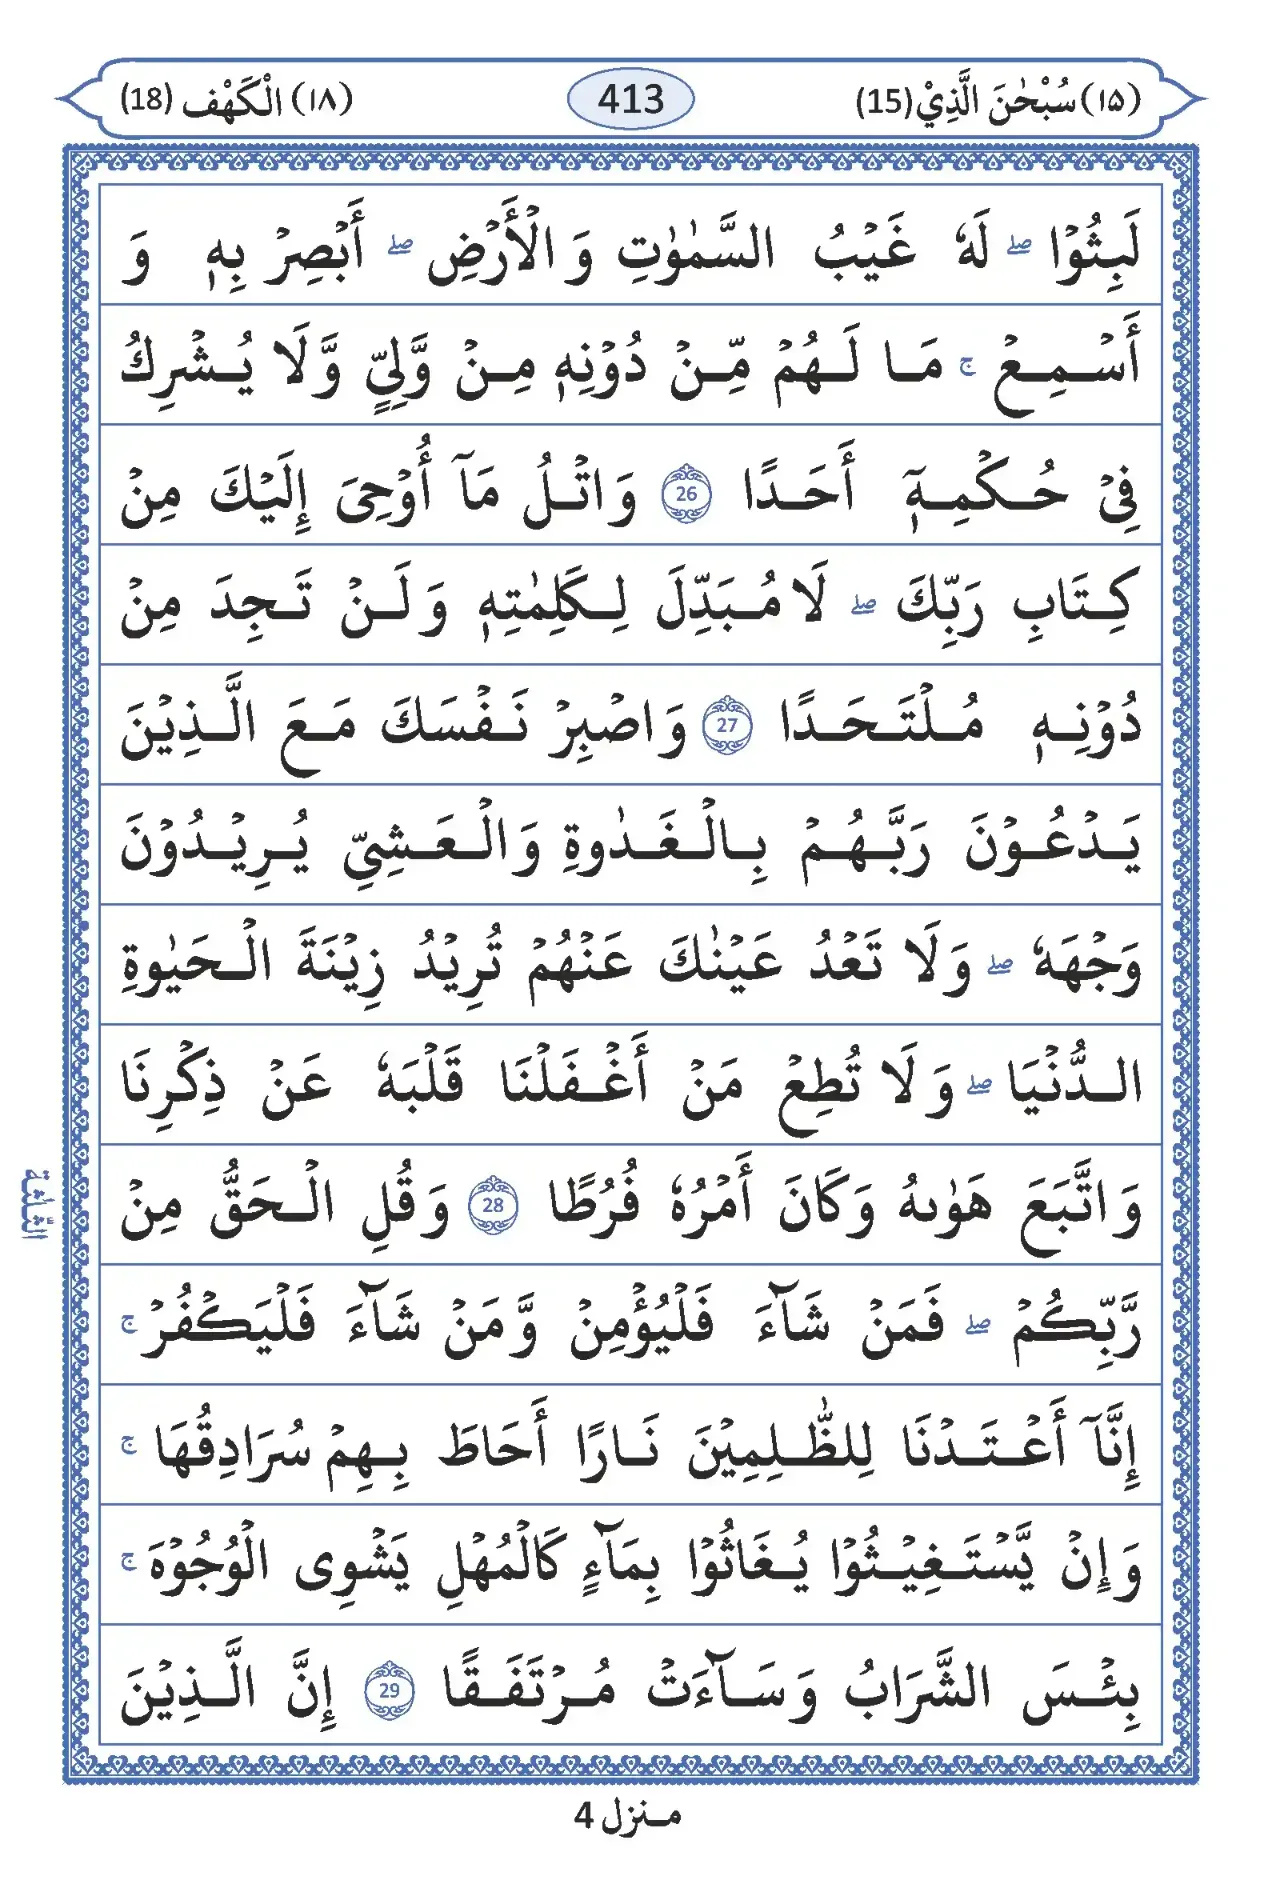 (۱۵) سُبْحٰنَ الَّذِيْ (15) 413 (۱۸) الْكَهْف (18)
لَبِثُوْا ۖ لَهٗ غَيْبُ السَّمٰوٰتِ وَ الْأَرْضِ ۖ أَبْصِرْ بِهٖ وَ
أَسْمِعْ ۚ مَا لَهُمْ مِّنْ دُوْنِهٖ مِنْ وَّلِيٍّ وَّلَا يُشْرِكُ
فِىْ حُكْمِهٖٓ أَحَدًا 26 وَاتْلُ مَآ أُوْحِىَ إِلَيْكَ مِنْ
كِتَابِ رَبِّكَ ۖ لَا مُبَدِّلَ لِكَلِمٰتِهٖ وَ لَنْ تَجِدَ مِنْ
دُوْنِهٖ مُلْتَحَدًا 27 وَاصْبِرْ نَفْسَكَ مَعَ الَّذِيْنَ
يَدْعُوْنَ رَبَّهُمْ بِالْغَدٰوةِ وَالْعَشِىِّ يُرِيْدُوْنَ
وَجْهَهٗ ۖ وَلَا تَعْدُ عَيْنٰكَ عَنْهُمْ تُرِيْدُ زِيْنَةَ الْحَيٰوةِ
الدُّنْيَا ۖ وَلَا تُطِعْ مَنْ أَغْفَلْنَا قَلْبَهٗ عَنْ ذِكْرِنَا
وَاتَّبَعَ هَوٰىهُ وَكَانَ أَمْرُهٗ فُرُطًا 28 وَقُلِ الْحَقُّ مِنْ
رَّبِّكُمْ ۖ فَمَنْ شَآءَ فَلْيُؤْمِنْ وَّمَنْ شَآءَ فَلْيَكْفُرْ ۚ
إِنَّآ أَعْتَدْنَا لِلظّٰلِمِيْنَ نَارًا أَحَاطَ بِهِمْ سُرَادِقُهَا ۚ
وَإِنْ يَّسْتَغِيْثُوْا يُغَاثُوْا بِمَآءٍ كَالْمُهْلِ يَشْوِى الْوُجُوْهَ ۚ
بِئْسَ الشَّرَابُ وَسَآءَتْ مُرْتَفَقًا 29 إِنَّ الَّذِيْنَ
الثلثة
منزل 4